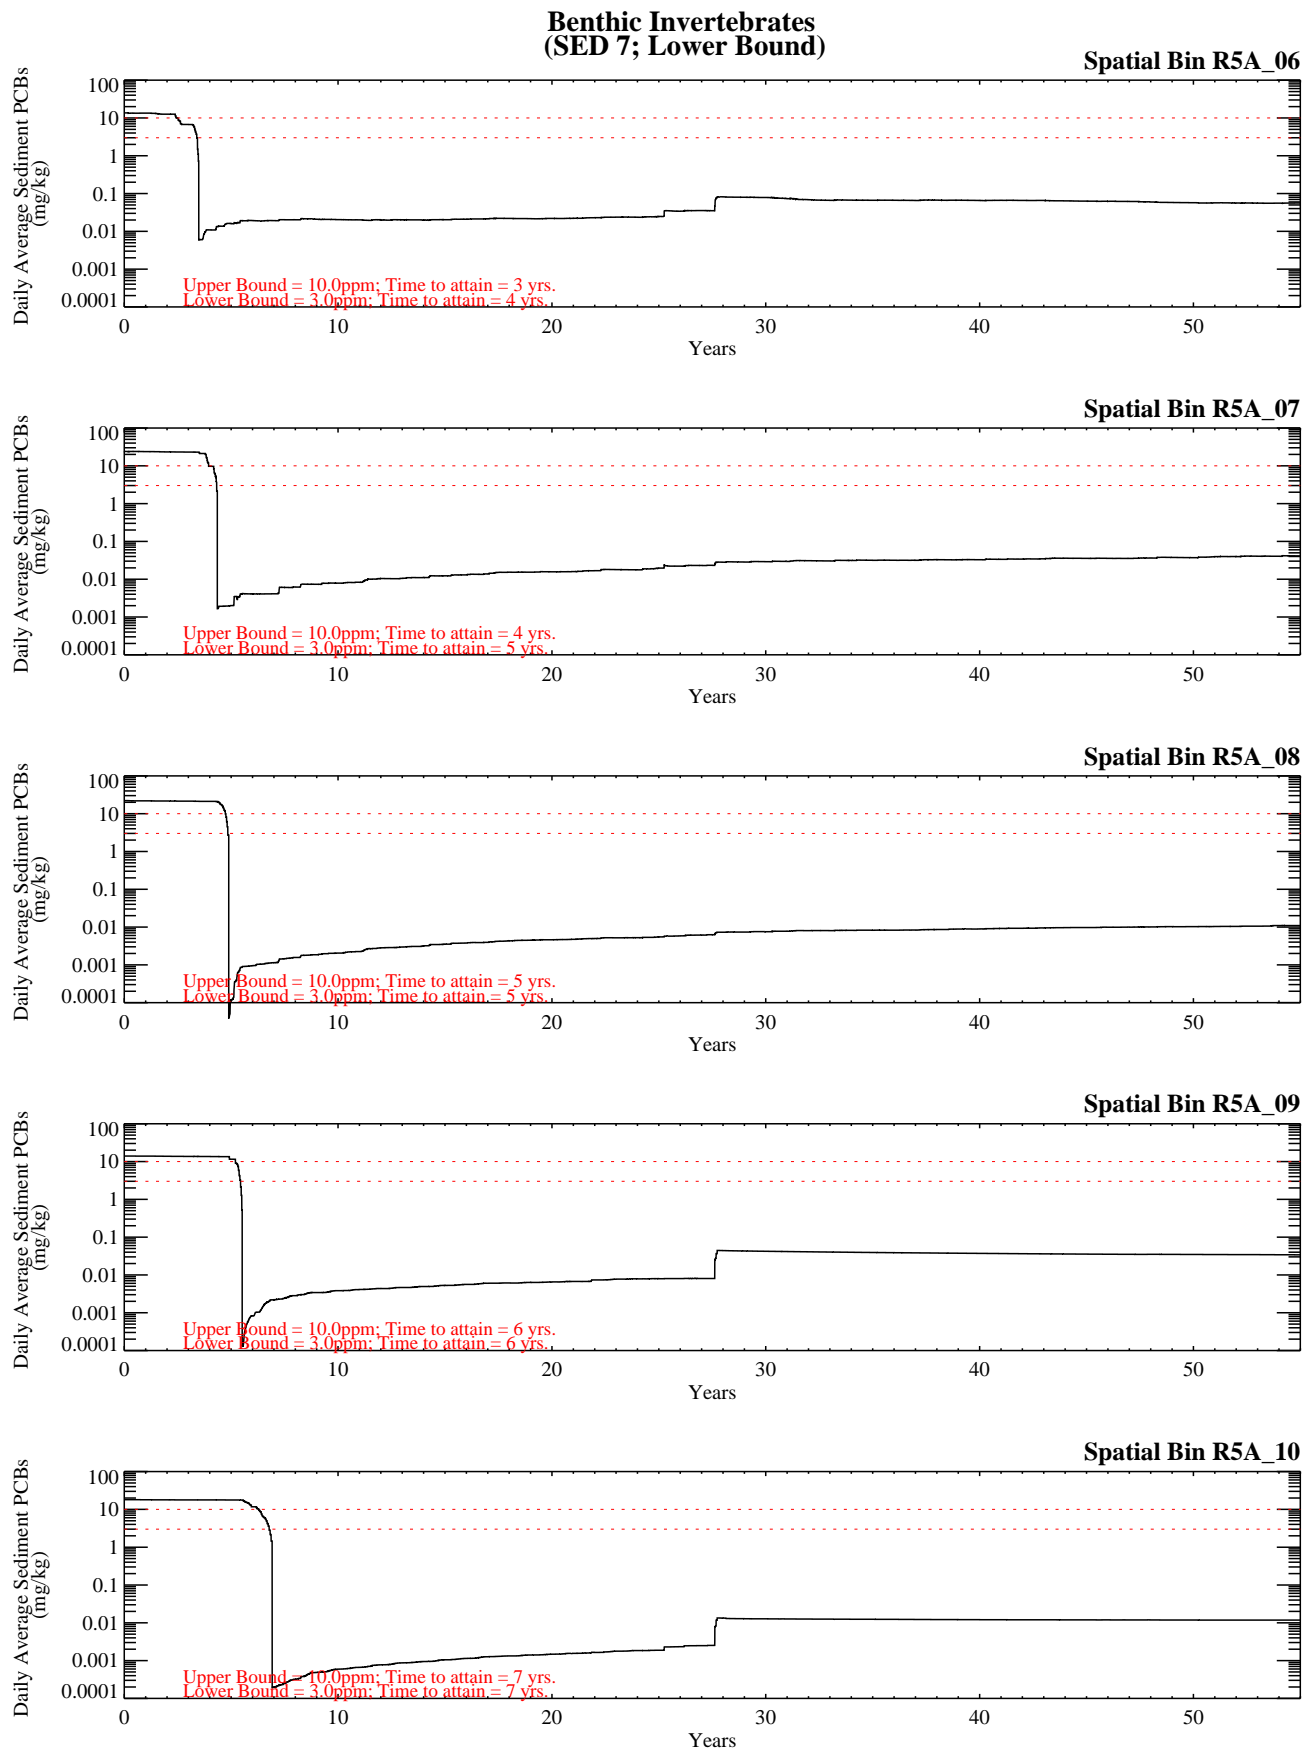 Benthic Invertebrates
(SED 7; Lower Bound)
Spatial Bin R5A_06
Daily Average Sediment PCBs
(mg/kg)
100
10
1
0.1
0.01
0.001
0.0001
Upper Bound = 10.0ppm; Time to attain = 3 yrs.
Lower Bound = 3.0ppm; Time to attain = 4 yrs.
0 10 20 30 40 50
Years
Spatial Bin R5A_07
Daily Average Sediment PCBs
(mg/kg)
100
10
1
0.1
0.01
0.001
0.0001
Upper Bound = 10.0ppm; Time to attain = 4 yrs.
Lower Bound = 3.0ppm; Time to attain = 5 yrs.
0 10 20 30 40 50
Years
Spatial Bin R5A_08
Daily Average Sediment PCBs
(mg/kg)
100
10
1
0.1
0.01
0.001
0.0001
Upper Bound = 10.0ppm; Time to attain = 5 yrs.
Lower Bound = 3.0ppm; Time to attain = 5 yrs.
0 10 20 30 40 50
Years
Spatial Bin R5A_09
Daily Average Sediment PCBs
(mg/kg)
100
10
1
0.1
0.01
0.001
0.0001
Upper Bound = 10.0ppm; Time to attain = 6 yrs.
Lower Bound = 3.0ppm; Time to attain = 6 yrs.
0 10 20 30 40 50
Years
Spatial Bin R5A_10
Daily Average Sediment PCBs
(mg/kg)
100
10
1
0.1
0.01
0.001
0.0001
Upper Bound = 10.0ppm; Time to attain = 7 yrs.
Lower Bound = 3.0ppm; Time to attain = 7 yrs.
0 10 20 30 40 50
Years